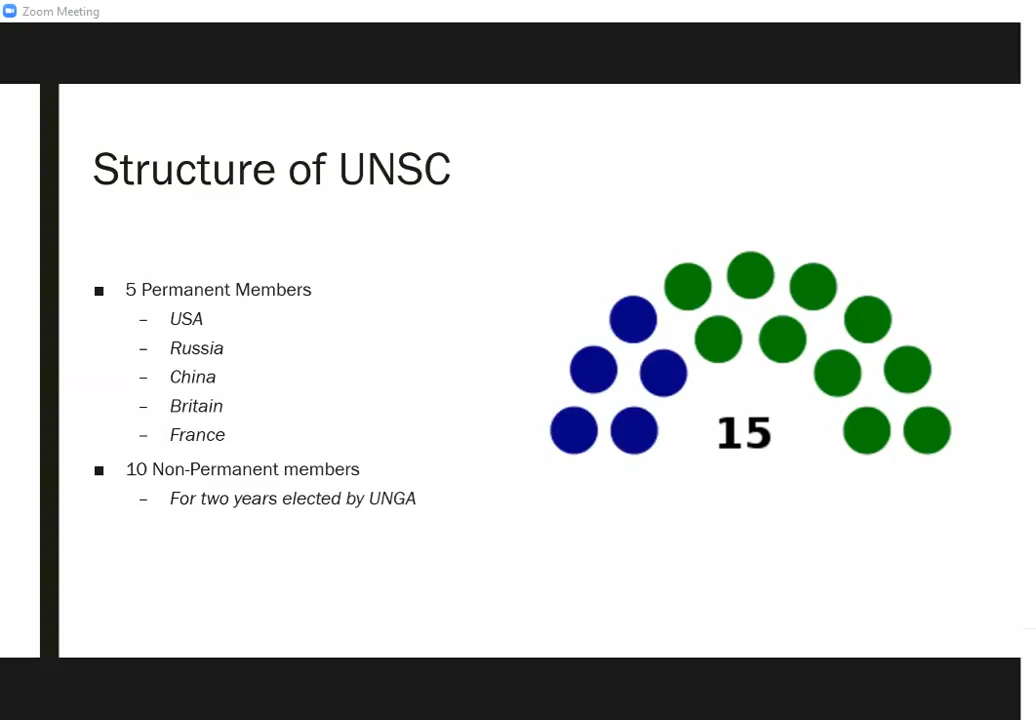 Zoom Meeting
Structure of UNSC
■ 5 Permanent Members
– USA
– Russia
– China
– Britain
– France
■ 10 Non-Permanent members
– For two years elected by UNGA
15